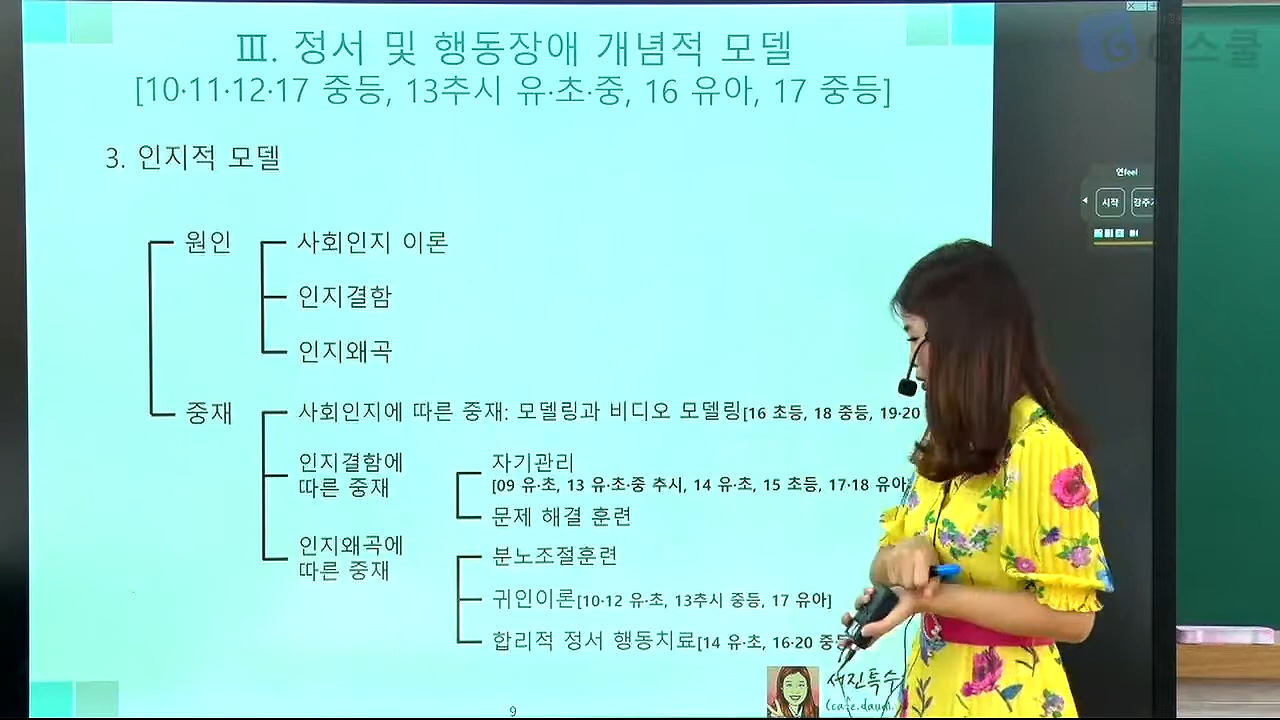 Ⅲ. 정서 및 행동장애 개념적 모델
[10·11·12·17 중등, 13추시 유·초·중, 16 유아, 17 중등]
G스쿨
3. 인지적 모델
연feel
시작
원인
사회인지 이론
인지결함
인지왜곡
중재
사회인지에 따른 중재: 모델링과 비디오 모델링[16 초등, 18 중등, 19·20
인지결함에
따른 중재
자기관리
[09 유·초, 13 유·초·중 추시, 14 유·초, 15 초등, 17·18 유아
문제 해결 훈련
인지왜곡에
따른 중재
분노조절훈련
귀인이론[10·12 유·초, 13추시 중등, 17 유아]
합리적 정서 행동치료[14 유·초, 16·20 중등
서진특수
(cafe.daum.
9